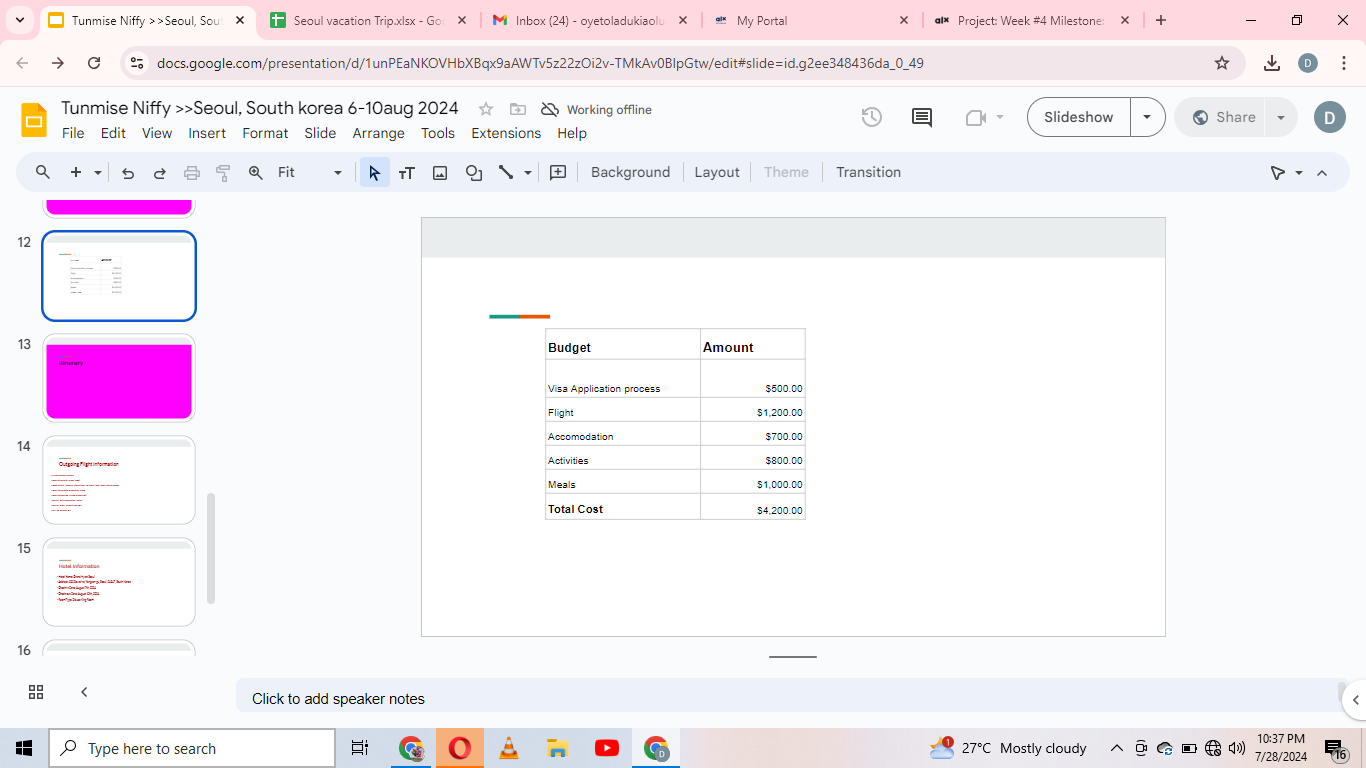 Tunmise Niffy >>Seoul, Sout
Seoul vacation Trip.xlsx - Goo
Inbox (24) - oyetoladukiaolu
My Portal
Project: Week #4 Milestone:
docs.google.com/presentation/d/1unPEaNKOVHbXBqx9aAWTv5z22zOi2v-TMkAv0BIpGtw/edit#slide=id.g2ee348436da_0_49
D
Tunmise Niffy >>Seoul, South korea 6-10aug 2024
Working offline
File Edit View Insert Format Slide Arrange Tools Extensions Help
Slideshow
Share
D
Fit
Background
Layout
Theme
Transition
12
13
Itinerary
14
Outgoing Flight Information
15
Hotel Information
16
Budget Amount
Visa Application process $500.00
Flight $1,200.00
Accomodation $700.00
Activities $800.00
Meals $1,000.00
Total Cost $4,200.00
Click to add speaker notes
Type here to search
27°C Mostly cloudy
10:37 PM
7/28/2024
16